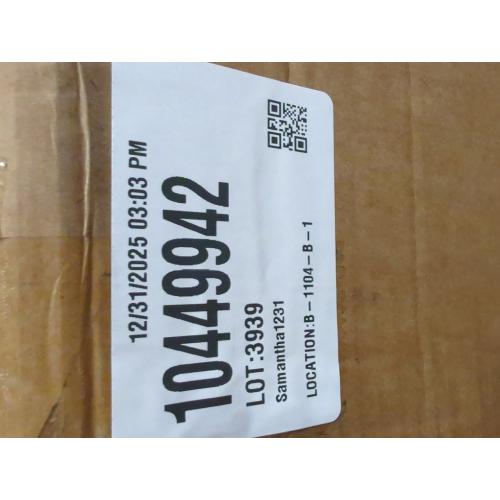 12/31/2025 03:03 PM
10449942
LOT:3939
Samantha1231
LOCATION:B-1104-B-1